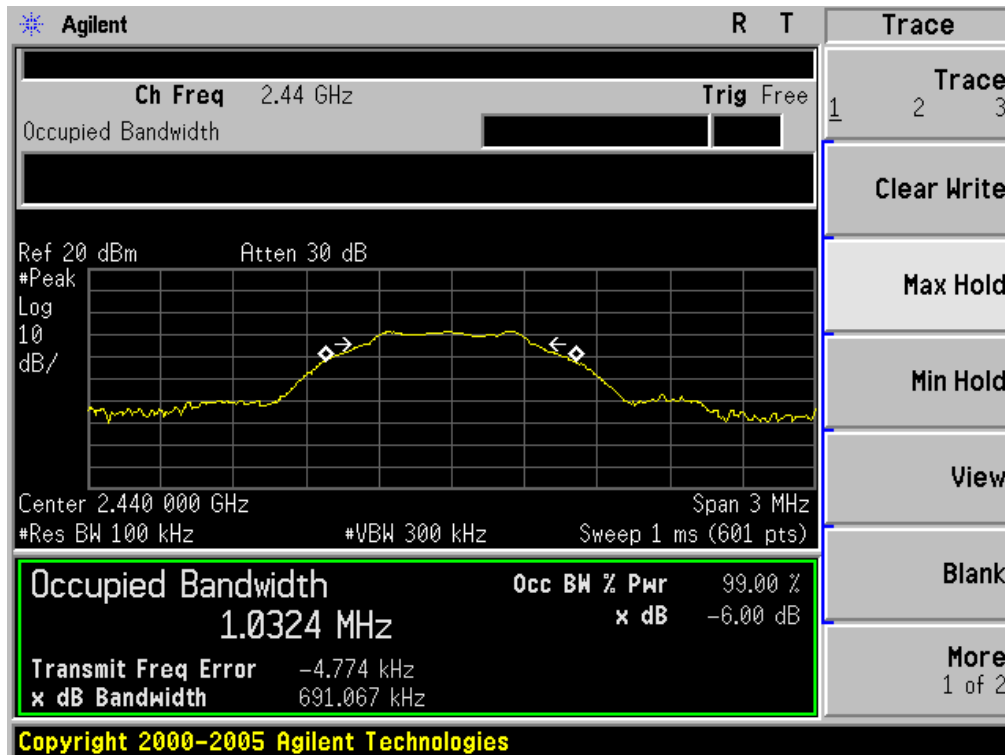 Agilent R T Trace
Ch Freq 2.44 GHz Trig Free
Occupied Bandwidth
Trace
1 2 3
Clear Write
Max Hold
Min Hold
View
Blank
More
1 of 2
Ref 20 dBm Atten 30 dB
#Peak
Log
10
dB/
Center 2.440 000 GHz Span 3 MHz
#Res BW 100 kHz #VBW 300 kHz Sweep 1 ms (601 pts)
Occupied Bandwidth Occ BW % Pwr 99.00 %
1.0324 MHz x dB -6.00 dB
Transmit Freq Error -4.774 kHz
x dB Bandwidth 691.067 kHz
Copyright 2000-2005 Agilent Technologies